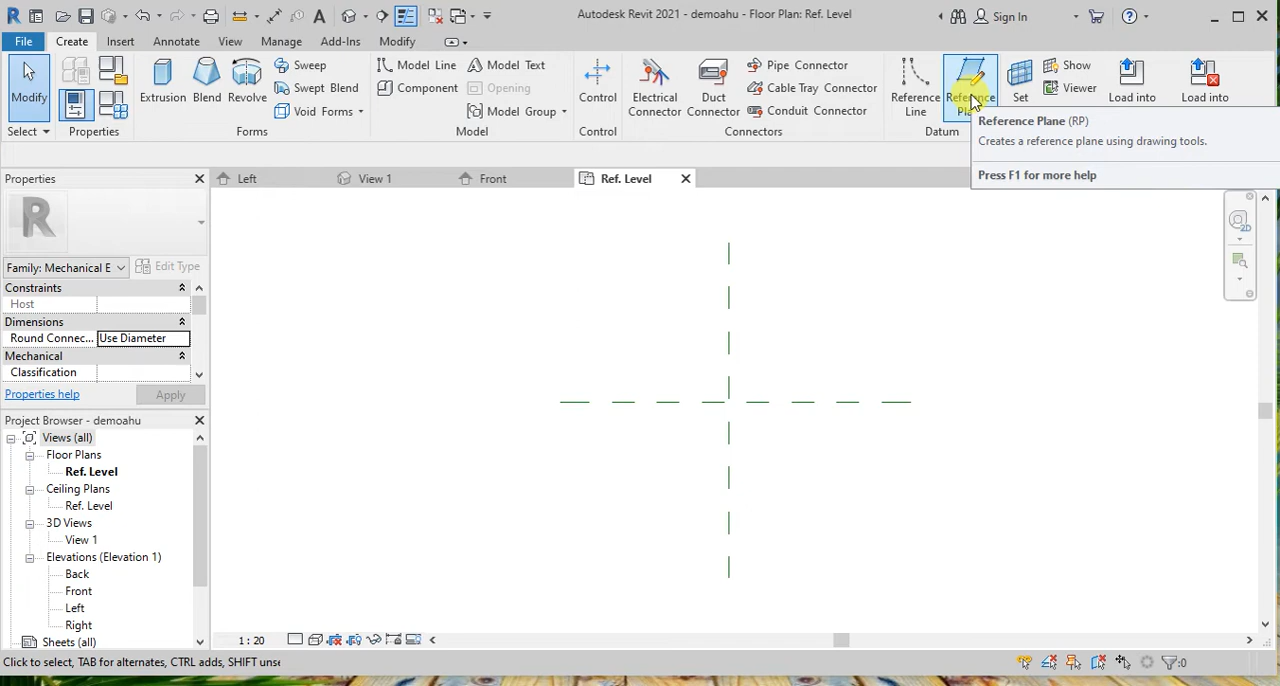 Autodesk Revit 2021 - demoahu - Floor Plan: Ref. Level
Sign In
File Create Insert Annotate View Manage Add-Ins Modify
Modify
Select
Properties
Extrusion
Blend
Revolve
Sweep
Swept Blend
Void Forms
Forms
Model Line
Component
Model Text
Opening
Model Group
Model
Control
Control
Electrical
Connector
Duct
Connector
Pipe Connector
Cable Tray Connector
Conduit Connector
Connectors
Reference
Line
Reference
Datum
Set
Show
Viewer
Load into
Load into
Reference Plane (RP)
Creates a reference plane using drawing tools.
Press F1 for more help
Properties
Left
View 1
Front
Ref. Level
2D
R
Family: Mechanical E
Edit Type
Constraints
Host
Dimensions
Round Connec... Use Diameter
Mechanical
Classification
Properties help
Apply
Project Browser - demoahu
Views (all)
Floor Plans
Ref. Level
Ceiling Plans
Ref. Level
3D Views
View 1
Elevations (Elevation 1)
Back
Front
Left
Right
Sheets (all)
1 : 20
Click to select, TAB for alternates, CTRL adds, SHIFT unse
:0